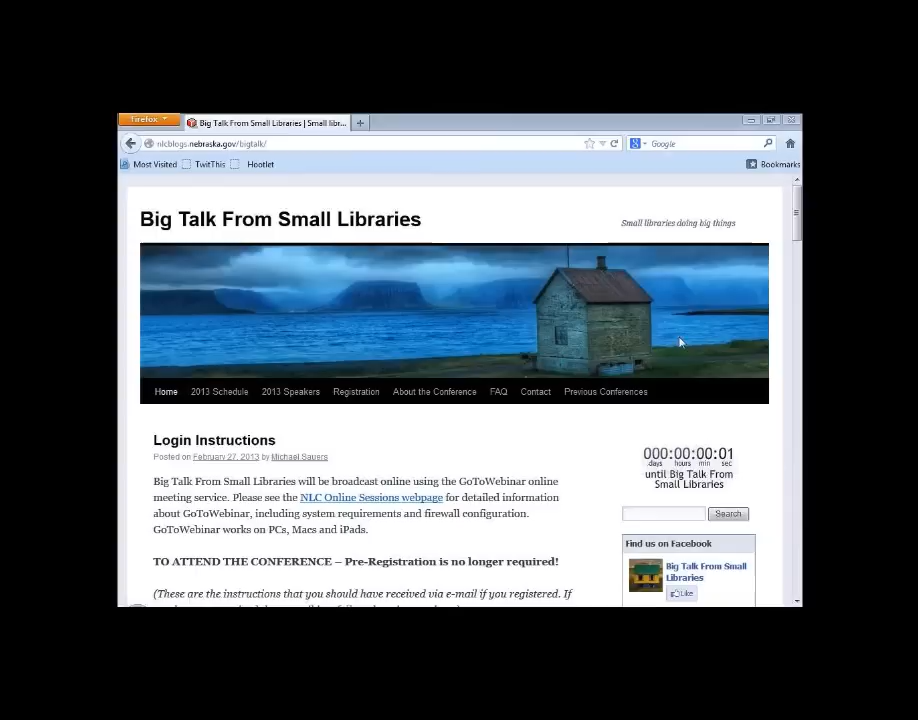 Firefox
Big Talk From Small Libraries | Small libr...
nlcblogs.nebraska.gov/bigtalk/
Google
Most Visited TwitThis Hootlet
Bookmarks
Big Talk From Small Libraries
Small libraries doing big things
Home 2013 Schedule 2013 Speakers Registration About the Conference FAQ Contact Previous Conferences
Login Instructions
Posted on February 27, 2013 by Michael Sauers
Big Talk From Small Libraries will be broadcast online using the GoToWebinar online
meeting service. Please see the NLC Online Sessions webpage for detailed information
about GoToWebinar, including system requirements and firewall configuration.
GoToWebinar works on PCs, Macs and iPads.
TO ATTEND THE CONFERENCE – Pre-Registration is no longer required!
(These are the instructions that you should have received via e-mail if you registered. If
000:00:00:01
days hours min sec
until Big Talk From
Small Libraries
Search
Find us on Facebook
Big Talk From Small
Libraries
Like